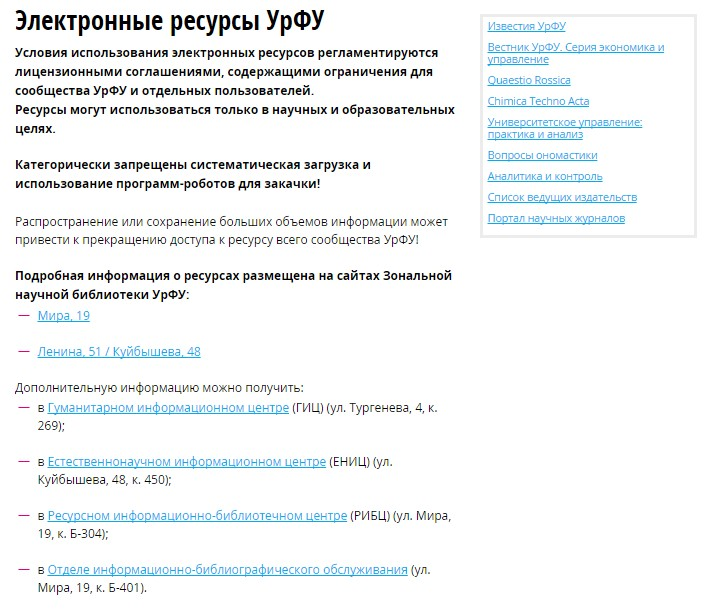 Электронные ресурсы УрФУ
Условия использования электронных ресурсов регламентируются
лицензионными соглашениями, содержащими ограничения для
сообщества УрФУ и отдельных пользователей.
Ресурсы могут использоваться только в научных и образовательных
целях.
Категорически запрещены систематическая загрузка и
использование программ-роботов для закачки!
Распространение или сохранение больших объемов информации может
привести к прекращению доступа к ресурсу всего сообщества УрФУ!
Подробная информация о ресурсах размещена на сайтах Зональной
научной библиотеки УрФУ:
— Мира, 19
— Ленина, 51 / Куйбышева, 48
Дополнительную информацию можно получить:
— в Гуманитарном информационном центре (ГИЦ) (ул. Тургенева, 4, к.
269);
— в Естественнонаучном информационном центре (ЕНИЦ) (ул.
Куйбышева, 48, к. 450);
— в Ресурсном информационно-библиотечном центре (РИБЦ) (ул. Мира,
19, к. Б-304);
— в Отделе информационно-библиографического обслуживания (ул.
Мира, 19, к. Б-401).
Известия УрФУ
Вестник УрФУ. Серия экономика и
управление
Quaestio Rossica
Chimica Techno Acta
Университетское управление:
практика и анализ
Вопросы ономастики
Аналитика и контроль
Список ведущих издательств
Портал научных журналов